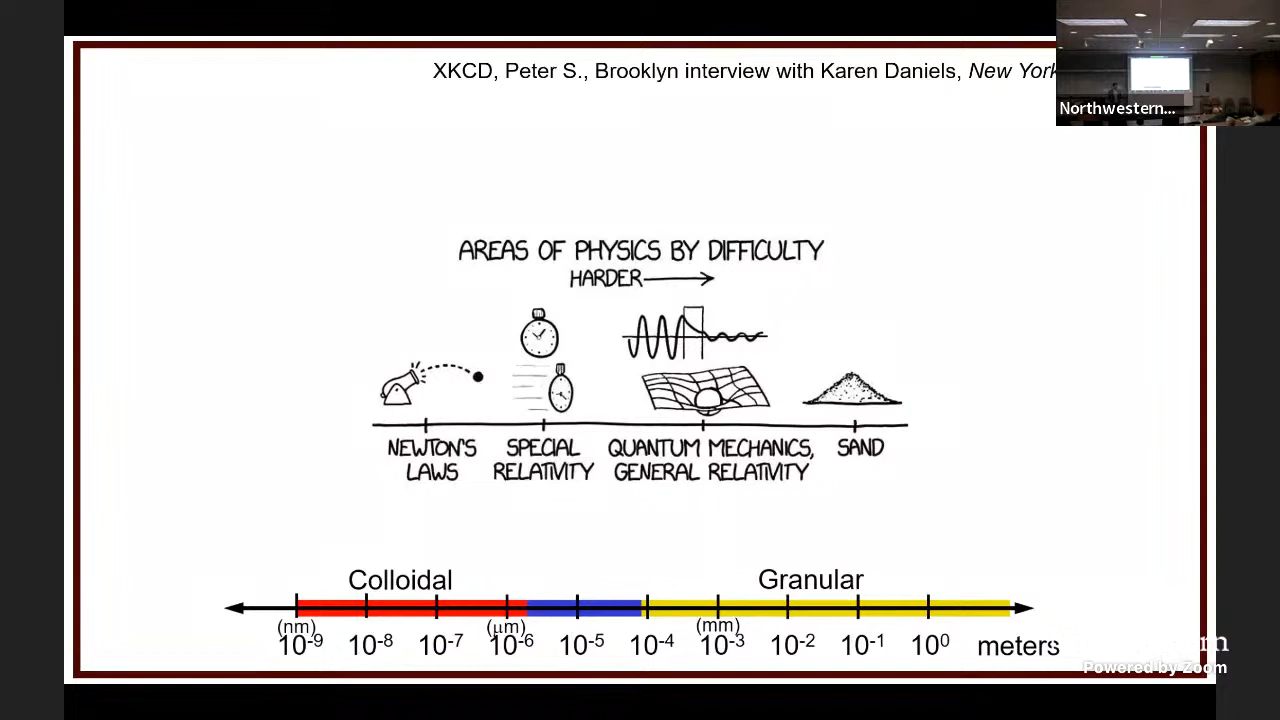 XKCD, Peter S., Brooklyn interview with Karen Daniels, New York
Northwestern...
AREAS OF PHYSICS BY DIFFICULTY
HARDER
NEWTON'S LAWS
SPECIAL RELATIVITY
QUANTUM MECHANICS, GENERAL RELATIVITY
SAND
Colloidal
Granular
(nm) (μm) (mm)
10-9 10-8 10-7 10-6 10-5 10-4 10-3 10-2 10-1 100 meters
Powered by Zoom